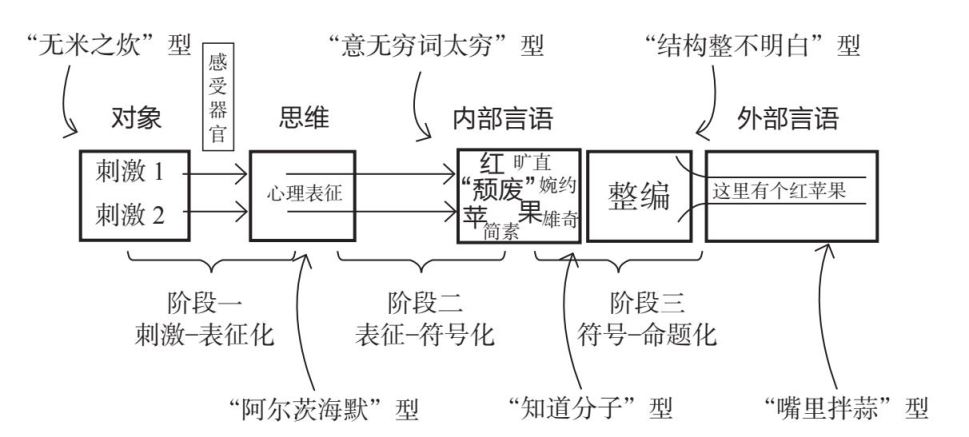 “无米之炊”型
“意无穷词太穷”型
“结构整不明白”型
感受器官
对象
思维
内部言语
外部言语
刺激 1
刺激 2
心理表征
红 旷直
“颓废” 婉约
苹 果 雄奇
简素
整编
这里有个红苹果
阶段一
刺激–表征化
阶段二
表征–符号化
阶段三
符号–命题化
“阿尔茨海默”型
“知道分子”型
“嘴里拌蒜”型